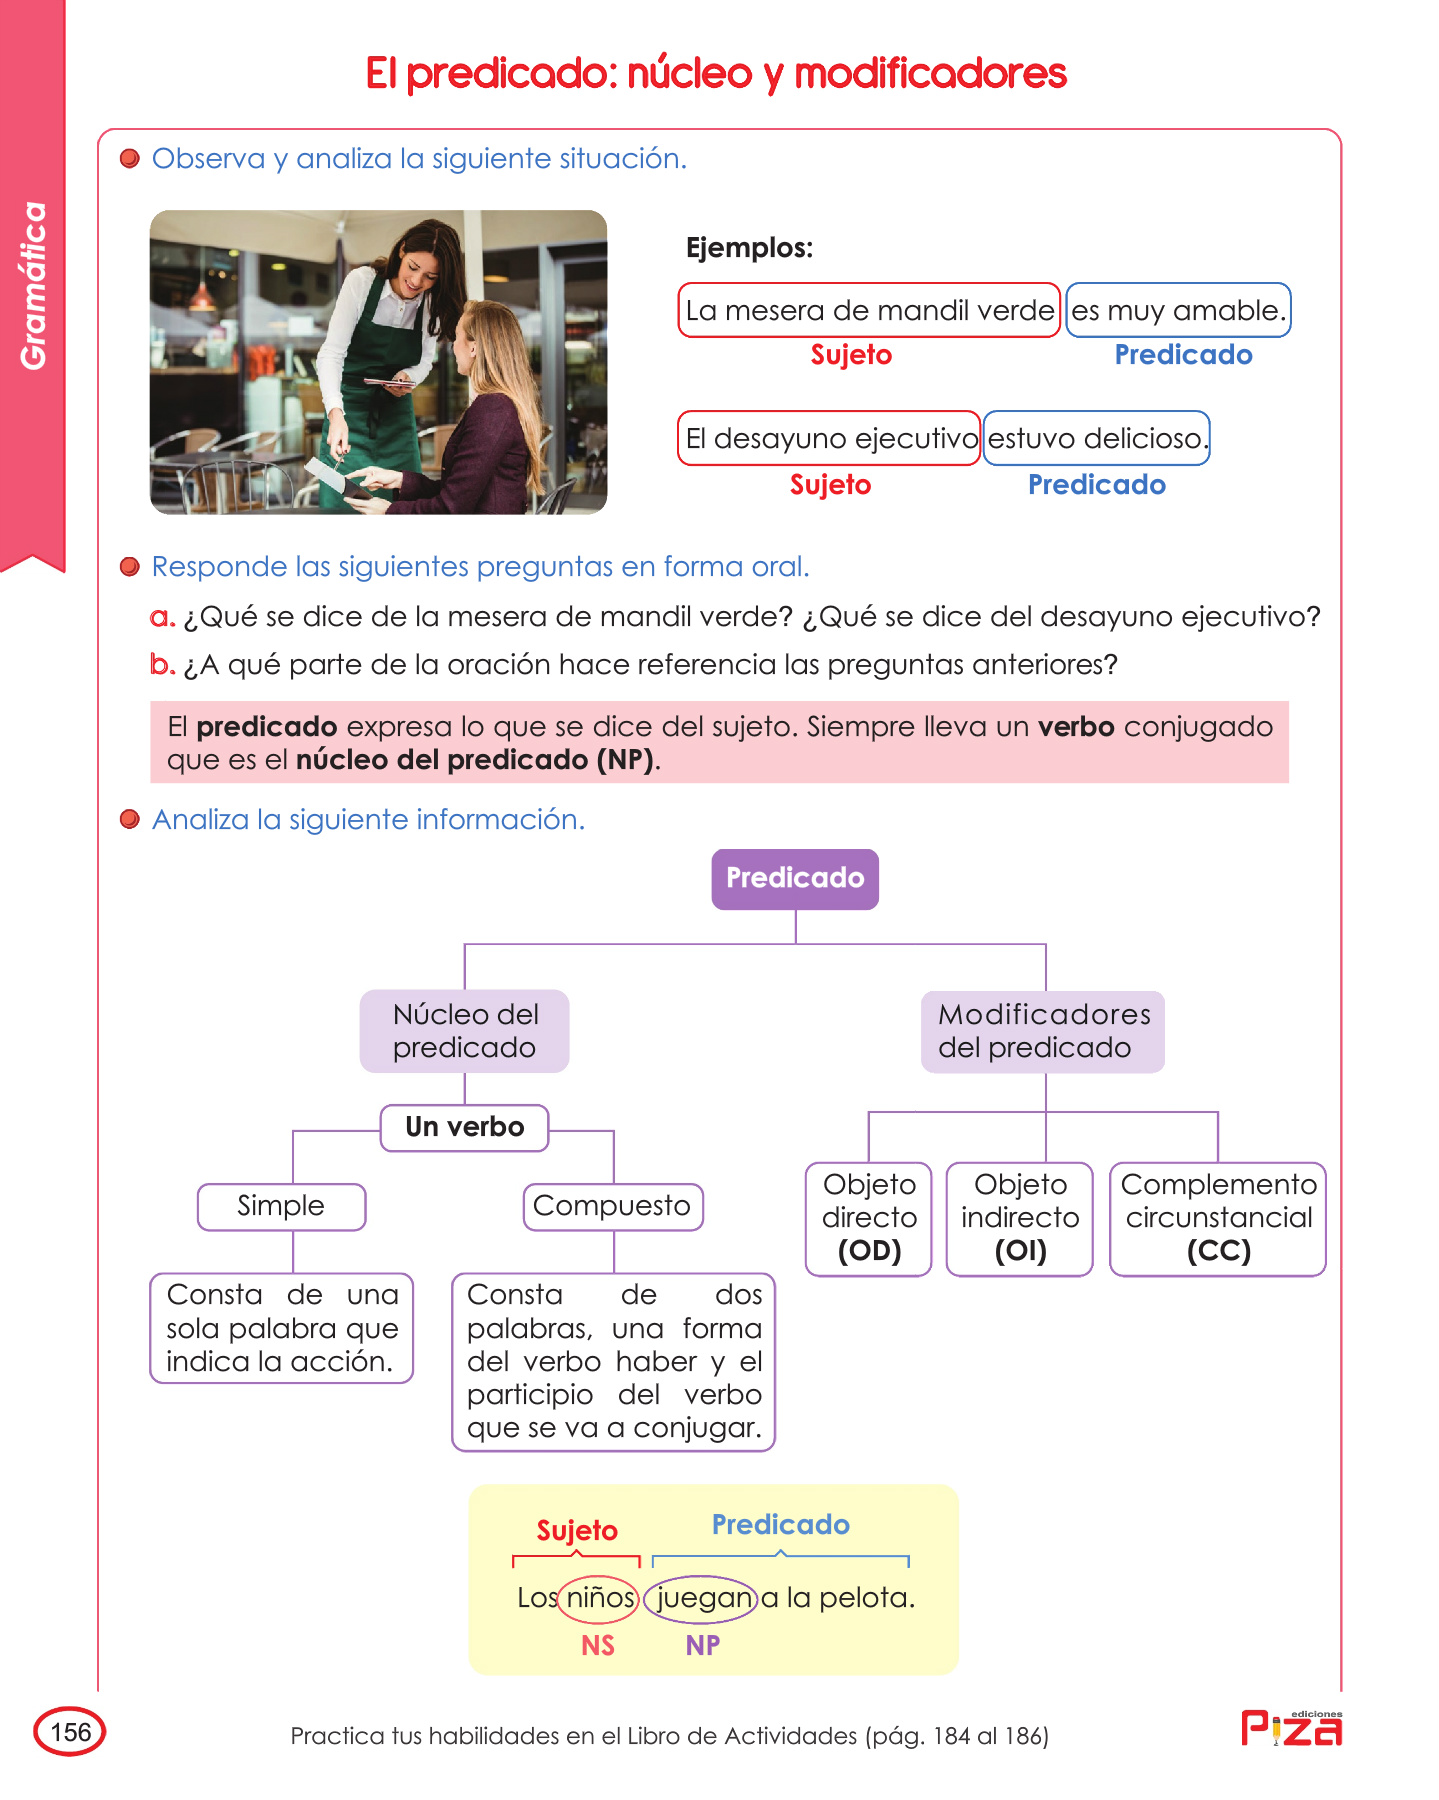 El predicado: núcleo y modificadores
Gramática
Observa y analiza la siguiente situación.
Ejemplos:
La mesera de mandil verde es muy amable.
Sujeto Predicado
El desayuno ejecutivo estuvo delicioso.
Sujeto Predicado
Responde las siguientes preguntas en forma oral.
a. ¿Qué se dice de la mesera de mandil verde? ¿Qué se dice del desayuno ejecutivo?
b. ¿A qué parte de la oración hace referencia las preguntas anteriores?
El predicado expresa lo que se dice del sujeto. Siempre lleva un verbo conjugado
que es el núcleo del predicado (NP).
Analiza la siguiente información.
Predicado
Núcleo del
predicado
Modificadores
del predicado
Un verbo
Simple
Compuesto
Objeto
directo
(OD)
Objeto
indirecto
(OI)
Complemento
circunstancial
(CC)
Consta de una
sola palabra que
indica la acción.
Consta de dos
palabras, una forma
del verbo haber y el
participio del verbo
que se va a conjugar.
Sujeto Predicado
Los niños juegan a la pelota.
NS NP
156
Practica tus habilidades en el Libro de Actividades (pág. 184 al 186)
ediciones
Piza